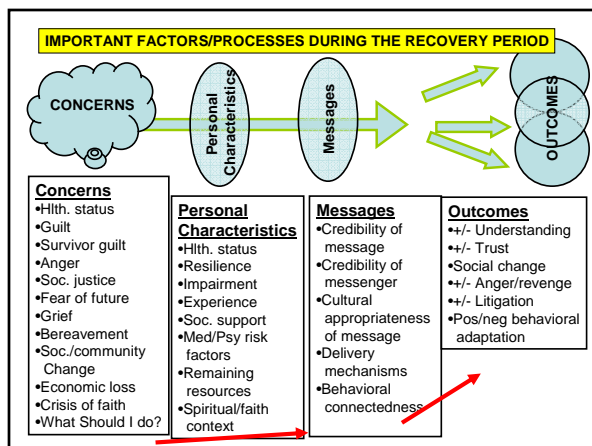 IMPORTANT FACTORS/PROCESSES DURING THE RECOVERY PERIOD
CONCERNS
Personal
Characteristics
Messages
OUTCOMES
Concerns
•Hlth. status
•Guilt
•Survivor guilt
•Anger
•Soc. justice
•Fear of future
•Grief
•Bereavement
•Soc./community
Change
•Economic loss
•Crisis of faith
•What Should I do?
Personal
Characteristics
•Hlth. status
•Resilience
•Impairment
•Experience
•Soc. support
•Med/Psy risk
factors
•Remaining
resources
•Spiritual/faith
context
Messages
•Credibility of
message
•Credibility of
messenger
•Cultural
appropriateness
of message
•Delivery
mechanisms
•Behavioral
connectedness
Outcomes
•+/- Understanding
•+/- Trust
•Social change
•+/- Anger/revenge
•+/- Litigation
•Pos/neg behavioral
adaptation